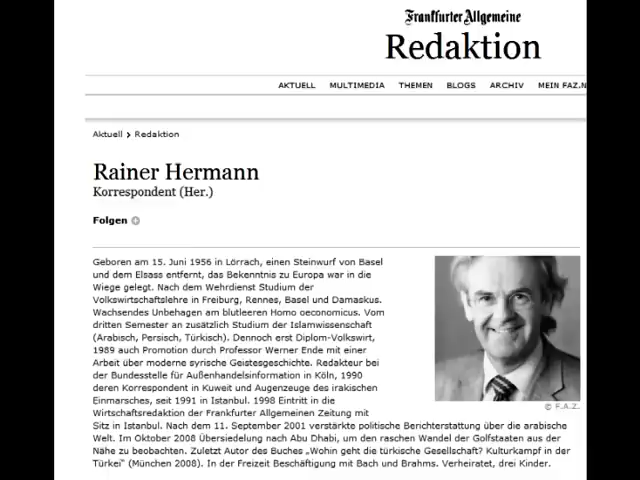 Frankfurter Allgemeine
Redaktion
AKTUELL MULTIMEDIA THEMEN BLOGS ARCHIV MEIN FAZ.N
Aktuell › Redaktion
Rainer Hermann
Korrespondent (Her.)
Folgen
Geboren am 15. Juni 1956 in Lörrach, einen Steinwurf von Basel
und dem Elsass entfernt, das Bekenntnis zu Europa war in die
Wiege gelegt. Nach dem Wehrdienst Studium der
Volkswirtschaftslehre in Freiburg, Rennes, Basel und Damaskus.
Wachsendes Unbehagen am blutleeren Homo oeconomicus. Vom
dritten Semester an zusätzlich Studium der Islamwissenschaft
(Arabisch, Persisch, Türkisch). Dennoch erst Diplom-Volkswirt,
1989 auch Promotion durch Professor Werner Ende mit einer
Arbeit über moderne syrische Geistesgeschichte. Redakteur bei
der Bundesstelle für Außenhandelsinformation in Köln, 1990
deren Korrespondent in Kuweit und Augenzeuge des irakischen
Einmarsches, seit 1991 in Istanbul. 1998 Eintritt in die
Wirtschaftsredaktion der Frankfurter Allgemeinen Zeitung mit
Sitz in Istanbul. Nach dem 11. September 2001 verstärkte politische Berichterstattung über die arabische
Welt. Im Oktober 2008 Übersiedelung nach Abu Dhabi, um den raschen Wandel der Golfstaaten aus der
Nähe zu beobachten. Zuletzt Autor des Buches „Wohin geht die türkische Gesellschaft? Kulturkampf in der
Türkei“ (München 2008). In der Freizeit Beschäftigung mit Bach und Brahms. Verheiratet, drei Kinder.
© F.A.Z.